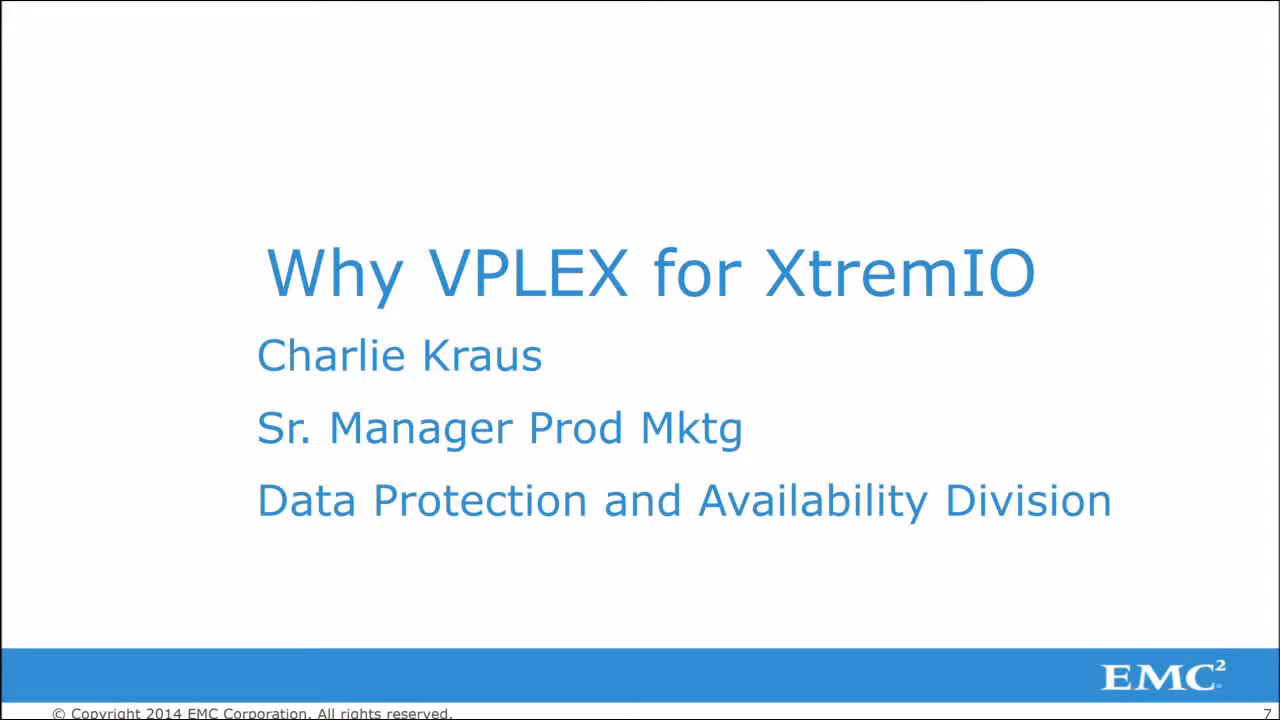 Why VPLEX for XtremIO
Charlie Kraus
Sr. Manager Prod Mktg
Data Protection and Availability Division
EMC²
© Copyright 2014 EMC Corporation. All rights reserved.
7